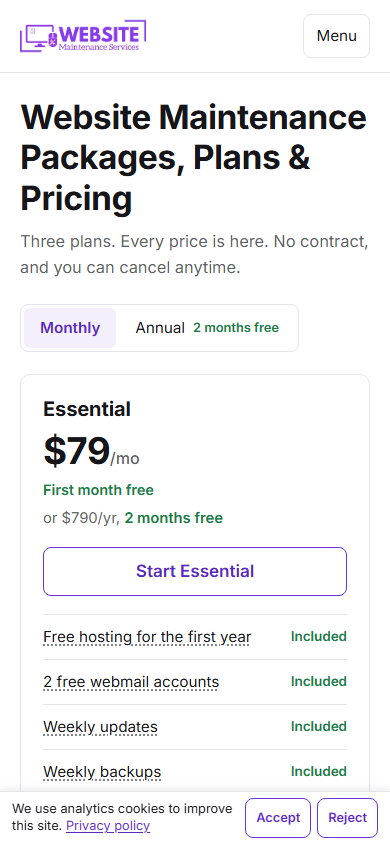 WEBSITE
Maintenance Services
Menu
Website Maintenance
Packages, Plans &
Pricing
Three plans. Every price is here. No contract,
and you can cancel anytime.
Monthly Annual 2 months free
Essential
$79/mo
First month free
or $790/yr, 2 months free
Start Essential
Free hosting for the first year Included
2 free webmail accounts Included
Weekly updates Included
Weekly backups Included
We use analytics cookies to improve
this site. Privacy policy
Accept Reject